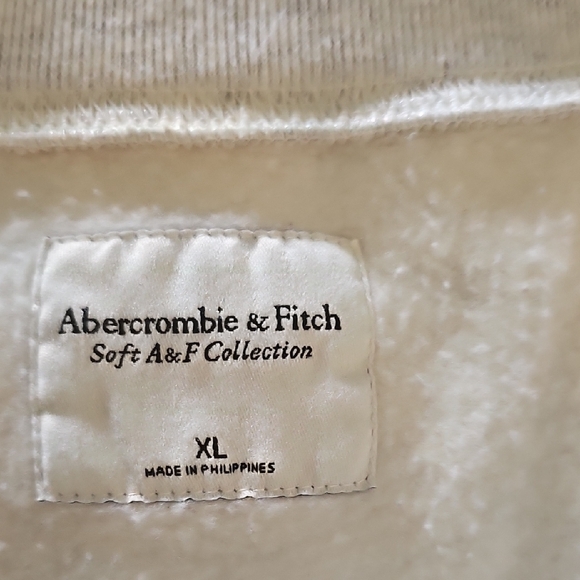 Abercrombie & Fitch
Soft A&F Collection
XL
MADE IN PHILIPPINES